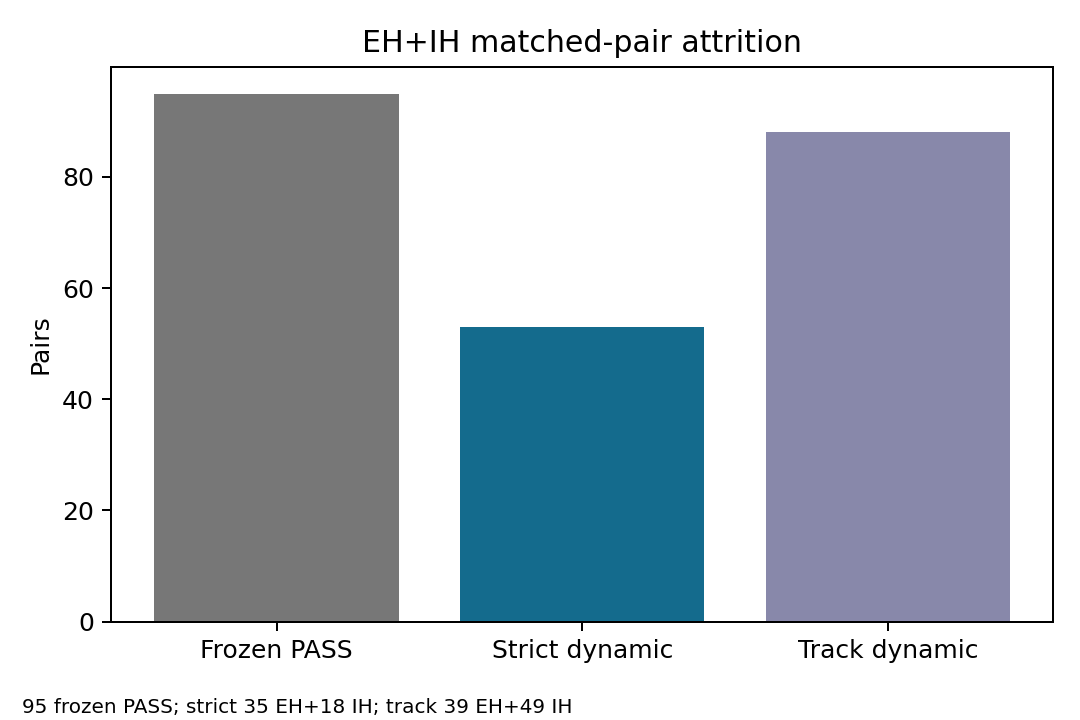 EH+IH matched-pair attrition
80
60
40
20
0
Pairs
Frozen PASS
Strict dynamic
Track dynamic
95 frozen PASS; strict 35 EH+18 IH; track 39 EH+49 IH